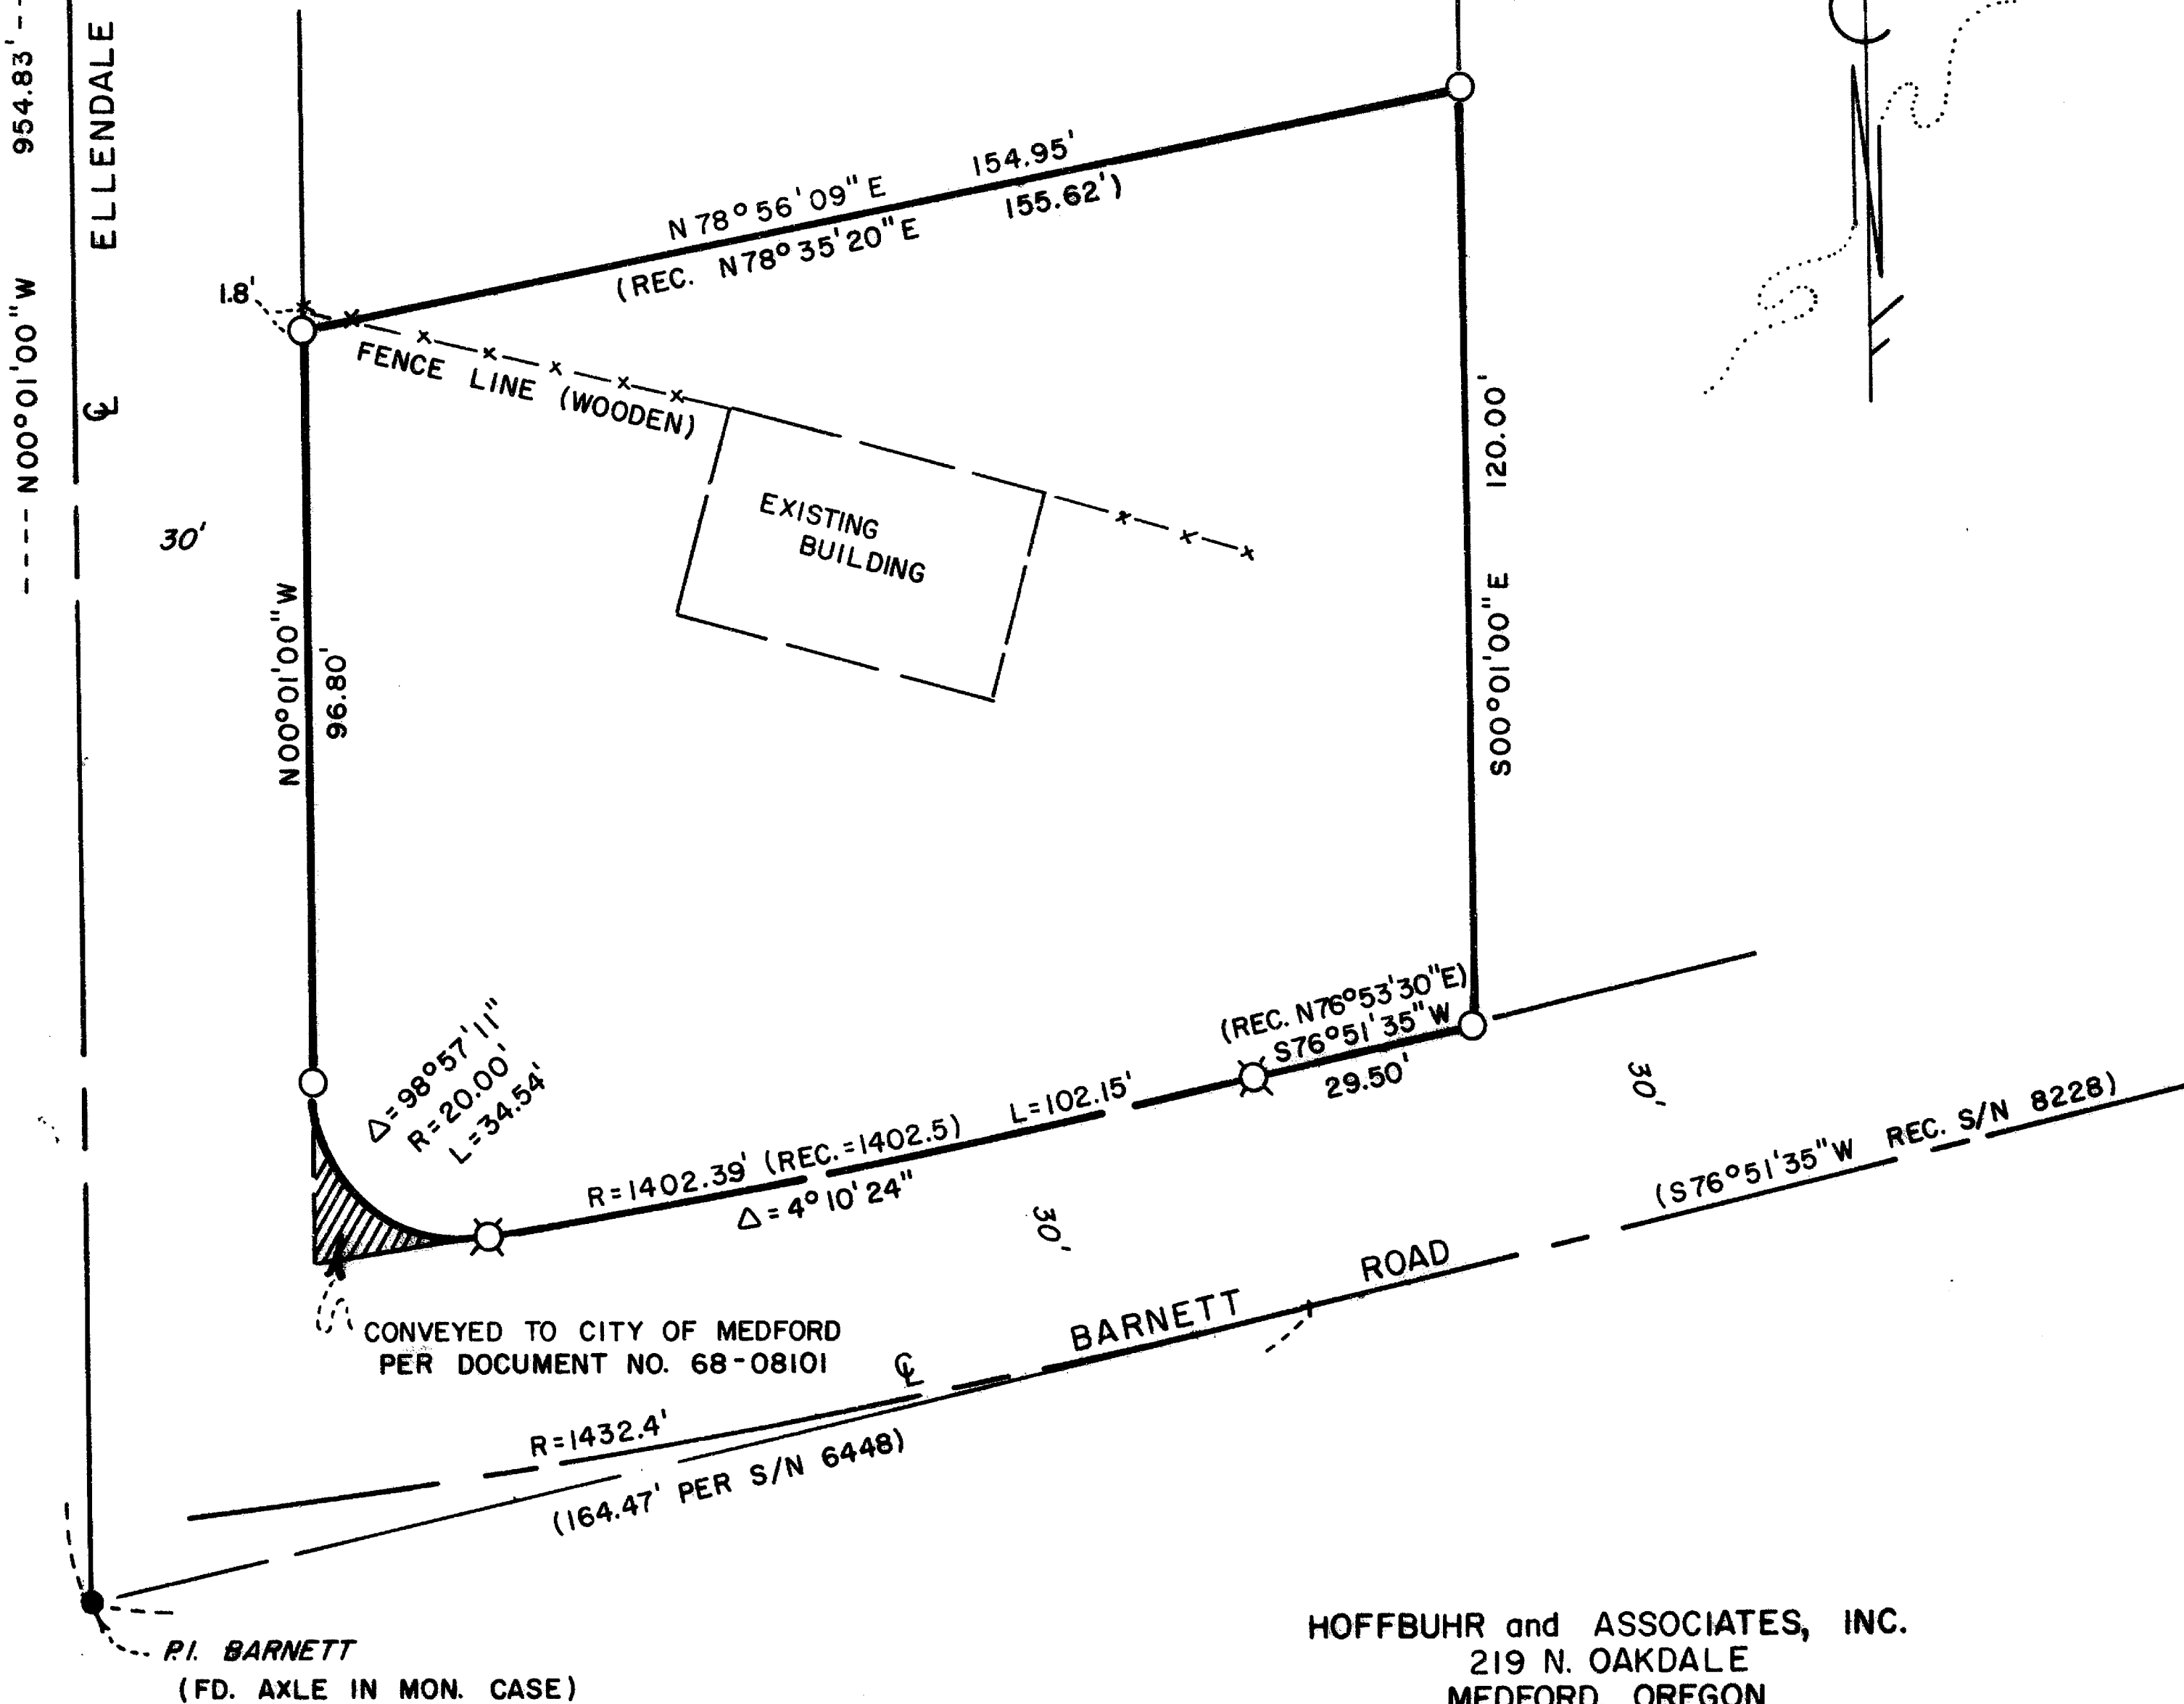 954.83'
N00°01'00"W
ELLENDALE
℄
30'
1.8'
N 78° 56' 09" E 154.95'
(REC. N78° 35' 20" E 155.62')
FENCE LINE (WOODEN)
EXISTING
BUILDING
120.00'
S00°01'00"E
N00°01'00"W
96.80'
Δ=98°57'11"
R=20.00'
L=34.54'
(REC. N76°53'30"E)
S76°51'35"W
29.50'
R=1402.39' (REC.=1402.5) L=102.15'
Δ=4°10'24"
30'
30'
(S76°51'35"W REC. S/N 8228)
BARNETT ROAD
CONVEYED TO CITY OF MEDFORD
PER DOCUMENT NO. 68-08101
℄
R=1432.4'
(164.47' PER S/N 6448)
P.I. BARNETT
(FD. AXLE IN MON. CASE)
HOFFBUHR and ASSOCIATES, INC.
219 N. OAKDALE
MEDFORD OREGON